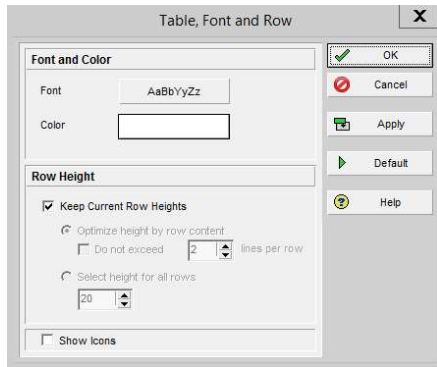 Table, Font and Row
X
Font and Color
Font
AaBbYyZz
Color
Row Height
Keep Current Row Heights
Optimize height by row content
Do not exceed 2 lines per row
Select height for all rows
20
Show Icons
OK
Cancel
Apply
Default
? Help